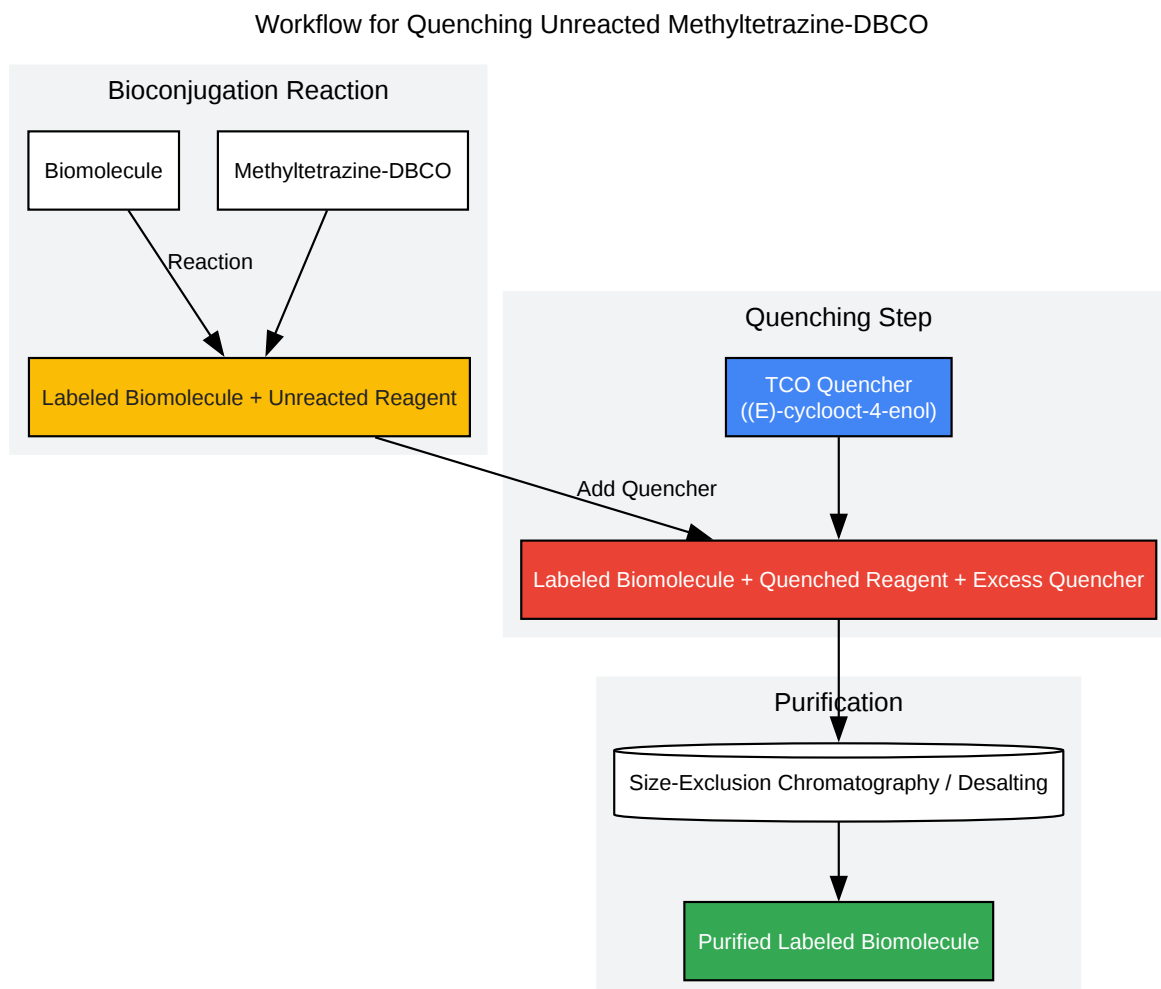 Workflow for Quenching Unreacted Methyltetrazine-DBCO
Bioconjugation Reaction
Biomolecule
Methyltetrazine-DBCO
Reaction
Labeled Biomolecule + Unreacted Reagent
Quenching Step
TCO Quencher
((E)-cyclooct-4-enol)
Add Quencher
Labeled Biomolecule + Quenched Reagent + Excess Quencher
Purification
Size-Exclusion Chromatography / Desalting
Purified Labeled Biomolecule